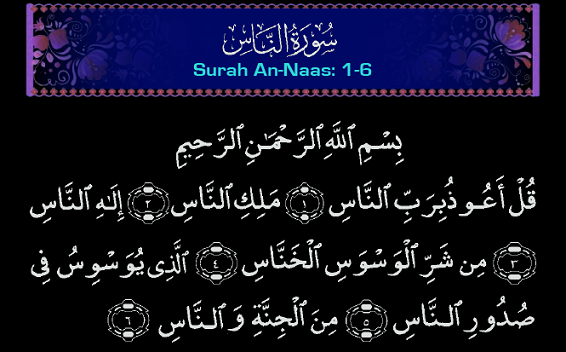 سُورَةُ النَّاسِ
Surah An-Naas: 1-6
بِسْمِ ٱللَّهِ ٱلرَّحْمَـٰنِ ٱلرَّحِيمِ
قُلْ أَعُوذُ بِرَبِّ ٱلنَّاسِ ١ مَلِكِ ٱلنَّاسِ ٢ إِلَـٰهِ ٱلنَّاسِ
٣ مِن شَرِّ ٱلْوَسْوَاسِ ٱلْخَنَّاسِ ٤ ٱلَّذِى يُوَسْوِسُ فِى
صُدُورِ ٱلنَّاسِ ٥ مِنَ ٱلْجِنَّةِ وَٱلنَّاسِ ٦